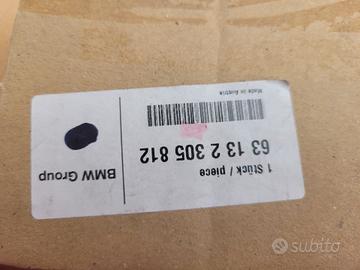 BMW Group
1 Stück / piece
63 13 2 305 812
Made in Austria
subito